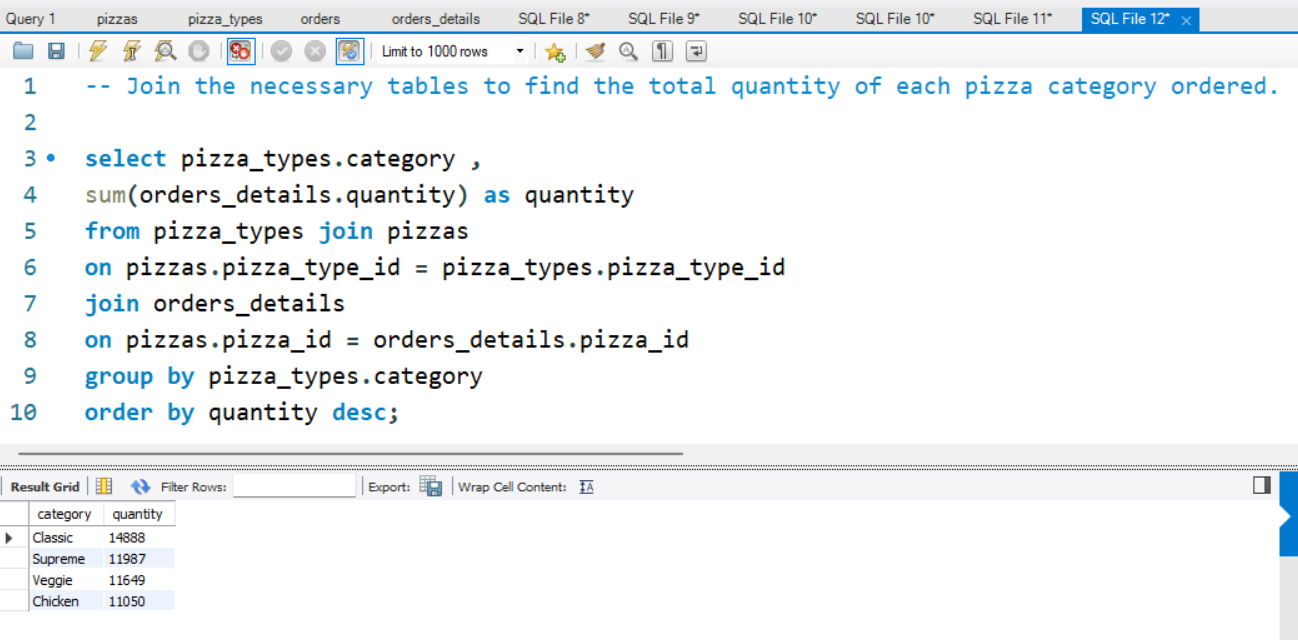 Query 1 pizzas pizza_types orders orders_details SQL File 8* SQL File 9* SQL File 10* SQL File 10* SQL File 11* SQL File 12*
Limit to 1000 rows
1 -- Join the necessary tables to find the total quantity of each pizza category ordered.
2
3 select pizza_types.category ,
4 sum(orders_details.quantity) as quantity
5 from pizza_types join pizzas
6 on pizzas.pizza_type_id = pizza_types.pizza_type_id
7 join orders_details
8 on pizzas.pizza_id = orders_details.pizza_id
9 group by pizza_types.category
10 order by quantity desc;
Result Grid Filter Rows: Export: Wrap Cell Content:
category quantity
Classic 14888
Supreme 11987
Veggie 11649
Chicken 11050